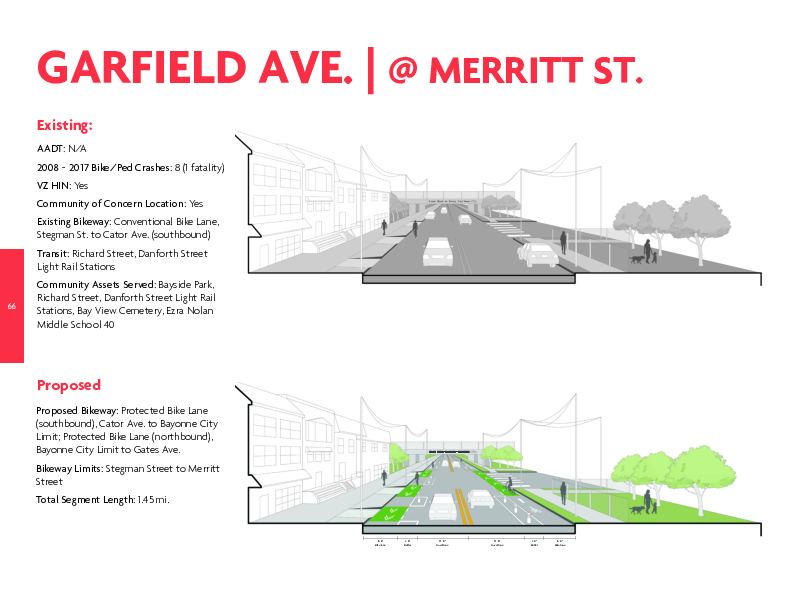 GARFIELD AVE. | @ MERRITT ST.
Existing:
AADT: N/A
2008 - 2017 Bike/Ped Crashes: 8 (1 fatality)
VZ HIN: Yes
Community of Concern Location: Yes
Existing Bikeway: Conventional Bike Lane,
Stegman St. to Cator Ave. (southbound)
Transit: Richard Street, Danforth Street
Light Rail Stations
Community Assets Served: Bayside Park,
Richard Street, Danforth Street Light Rail
Stations, Bay View Cemetery, Ezra Nolan
Middle School 40
66
Proposed
Proposed Bikeway: Protected Bike Lane
(southbound), Cator Ave. to Bayonne City
Limit; Protected Bike Lane (northbound),
Bayonne City Limit to Gates Ave.
Bikeway Limits: Stegman Street to Merritt
Street
Total Segment Length: 1.45 mi.